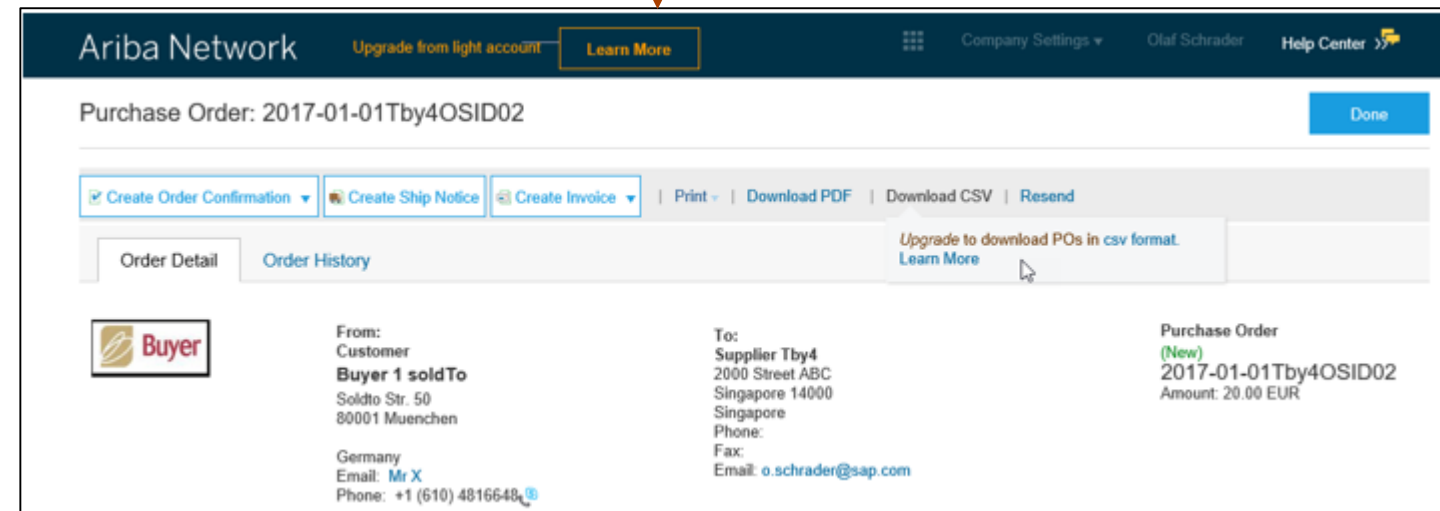 Ariba Network
Upgrade from light account
Learn More
Company Settings
Olaf Schrader
Help Center »
Purchase Order: 2017-01-01Tby4OSID02
Done
Create Order Confirmation
Create Ship Notice
Create Invoice
| Print | Download PDF | Download CSV | Resend
Upgrade to download POs in csv format.
Learn More
Order Detail
Order History
Buyer
From:
Customer
Buyer 1 soldTo
Soldto Str. 50
80001 Muenchen
Germany
Email: Mr X
Phone: +1 (610) 4816648
To:
Supplier Tby4
2000 Street ABC
Singapore 14000
Singapore
Phone:
Fax:
Email: o.schrader@sap.com
Purchase Order
(New)
2017-01-01Tby4OSID02
Amount: 20.00 EUR